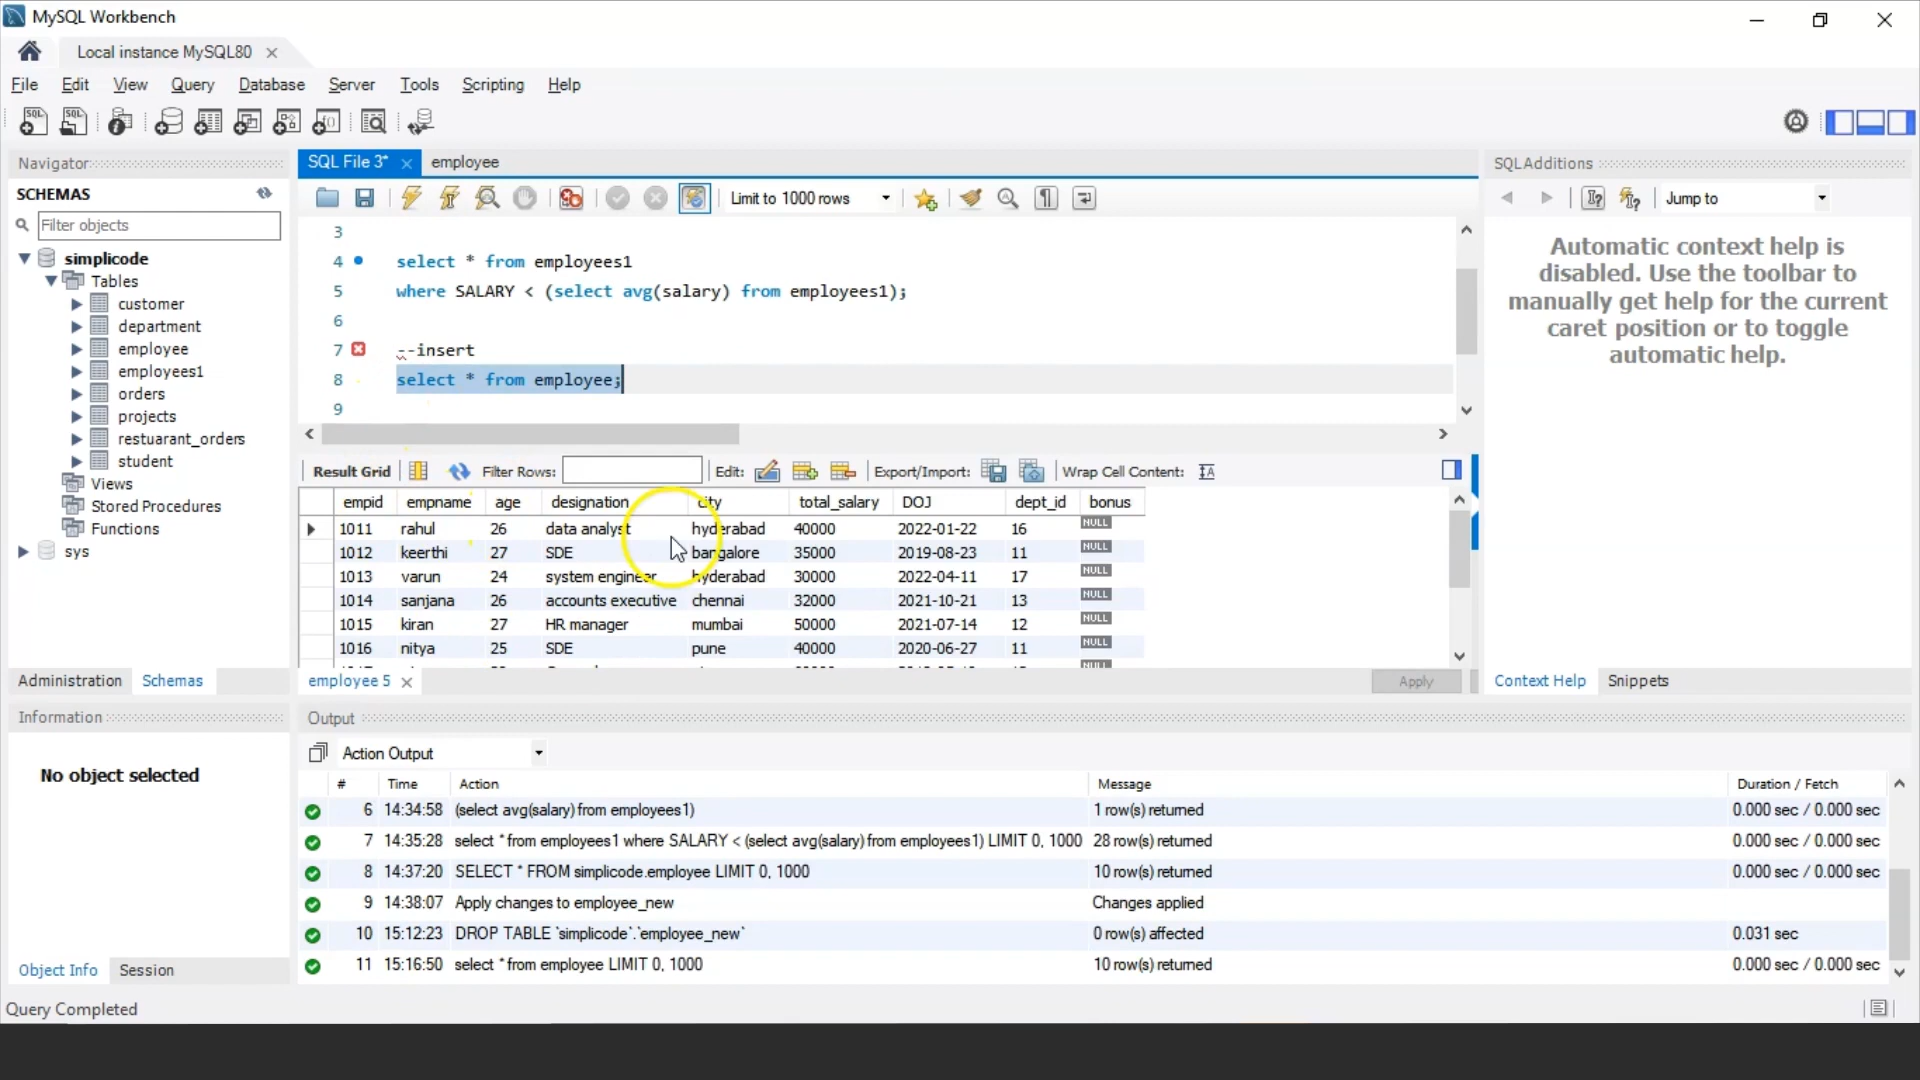 MySQL Workbench
Local instance MySQL80
File Edit View Query Database Server Tools Scripting Help
Navigator
SCHEMAS
Filter objects
simplicode
Tables
customer
department
employee
employees1
orders
projects
restuarant_orders
student
Views
Stored Procedures
Functions
sys
Administration Schemas
Information
No object selected
Object Info Session
Query Completed
SQL File 3* employee
Limit to 1000 rows
3
4 select * from employees1
5 where SALARY < (select avg(salary) from employees1);
6
7 --insert
8 select * from employee;
9
Result Grid Filter Rows: Edit: Export/Import: Wrap Cell Content:
empid empname age designation city total_salary DOJ dept_id bonus
1011 rahul 26 data analyst hyderabad 40000 2022-01-22 16 NULL
1012 keerthi 27 SDE bangalore 35000 2019-08-23 11 NULL
1013 varun 24 system engineer hyderabad 30000 2022-04-11 17 NULL
1014 sanjana 26 accounts executive chennai 32000 2021-10-21 13 NULL
1015 kiran 27 HR manager mumbai 50000 2021-07-14 12 NULL
1016 nitya 25 SDE pune 40000 2020-06-27 11 NULL
NULL
employee 5 Apply
SQLAdditions
Jump to
Automatic context help is
disabled. Use the toolbar to
manually get help for the current
caret position or to toggle
automatic help.
Context Help Snippets
Output
Action Output
# Time Action Message Duration / Fetch
6 14:34:58 (select avg(salary) from employees1) 1 row(s) returned 0.000 sec / 0.000 sec
7 14:35:28 select * from employees1 where SALARY < (select avg(salary) from employees1) LIMIT 0, 1000 28 row(s) returned 0.000 sec / 0.000 sec
8 14:37:20 SELECT * FROM simplicode.employee LIMIT 0, 1000 10 row(s) returned 0.000 sec / 0.000 sec
9 14:38:07 Apply changes to employee_new Changes applied
10 15:12:23 DROP TABLE `simplicode`.`employee_new` 0 row(s) affected 0.031 sec
11 15:16:50 select * from employee LIMIT 0, 1000 10 row(s) returned 0.000 sec / 0.000 sec